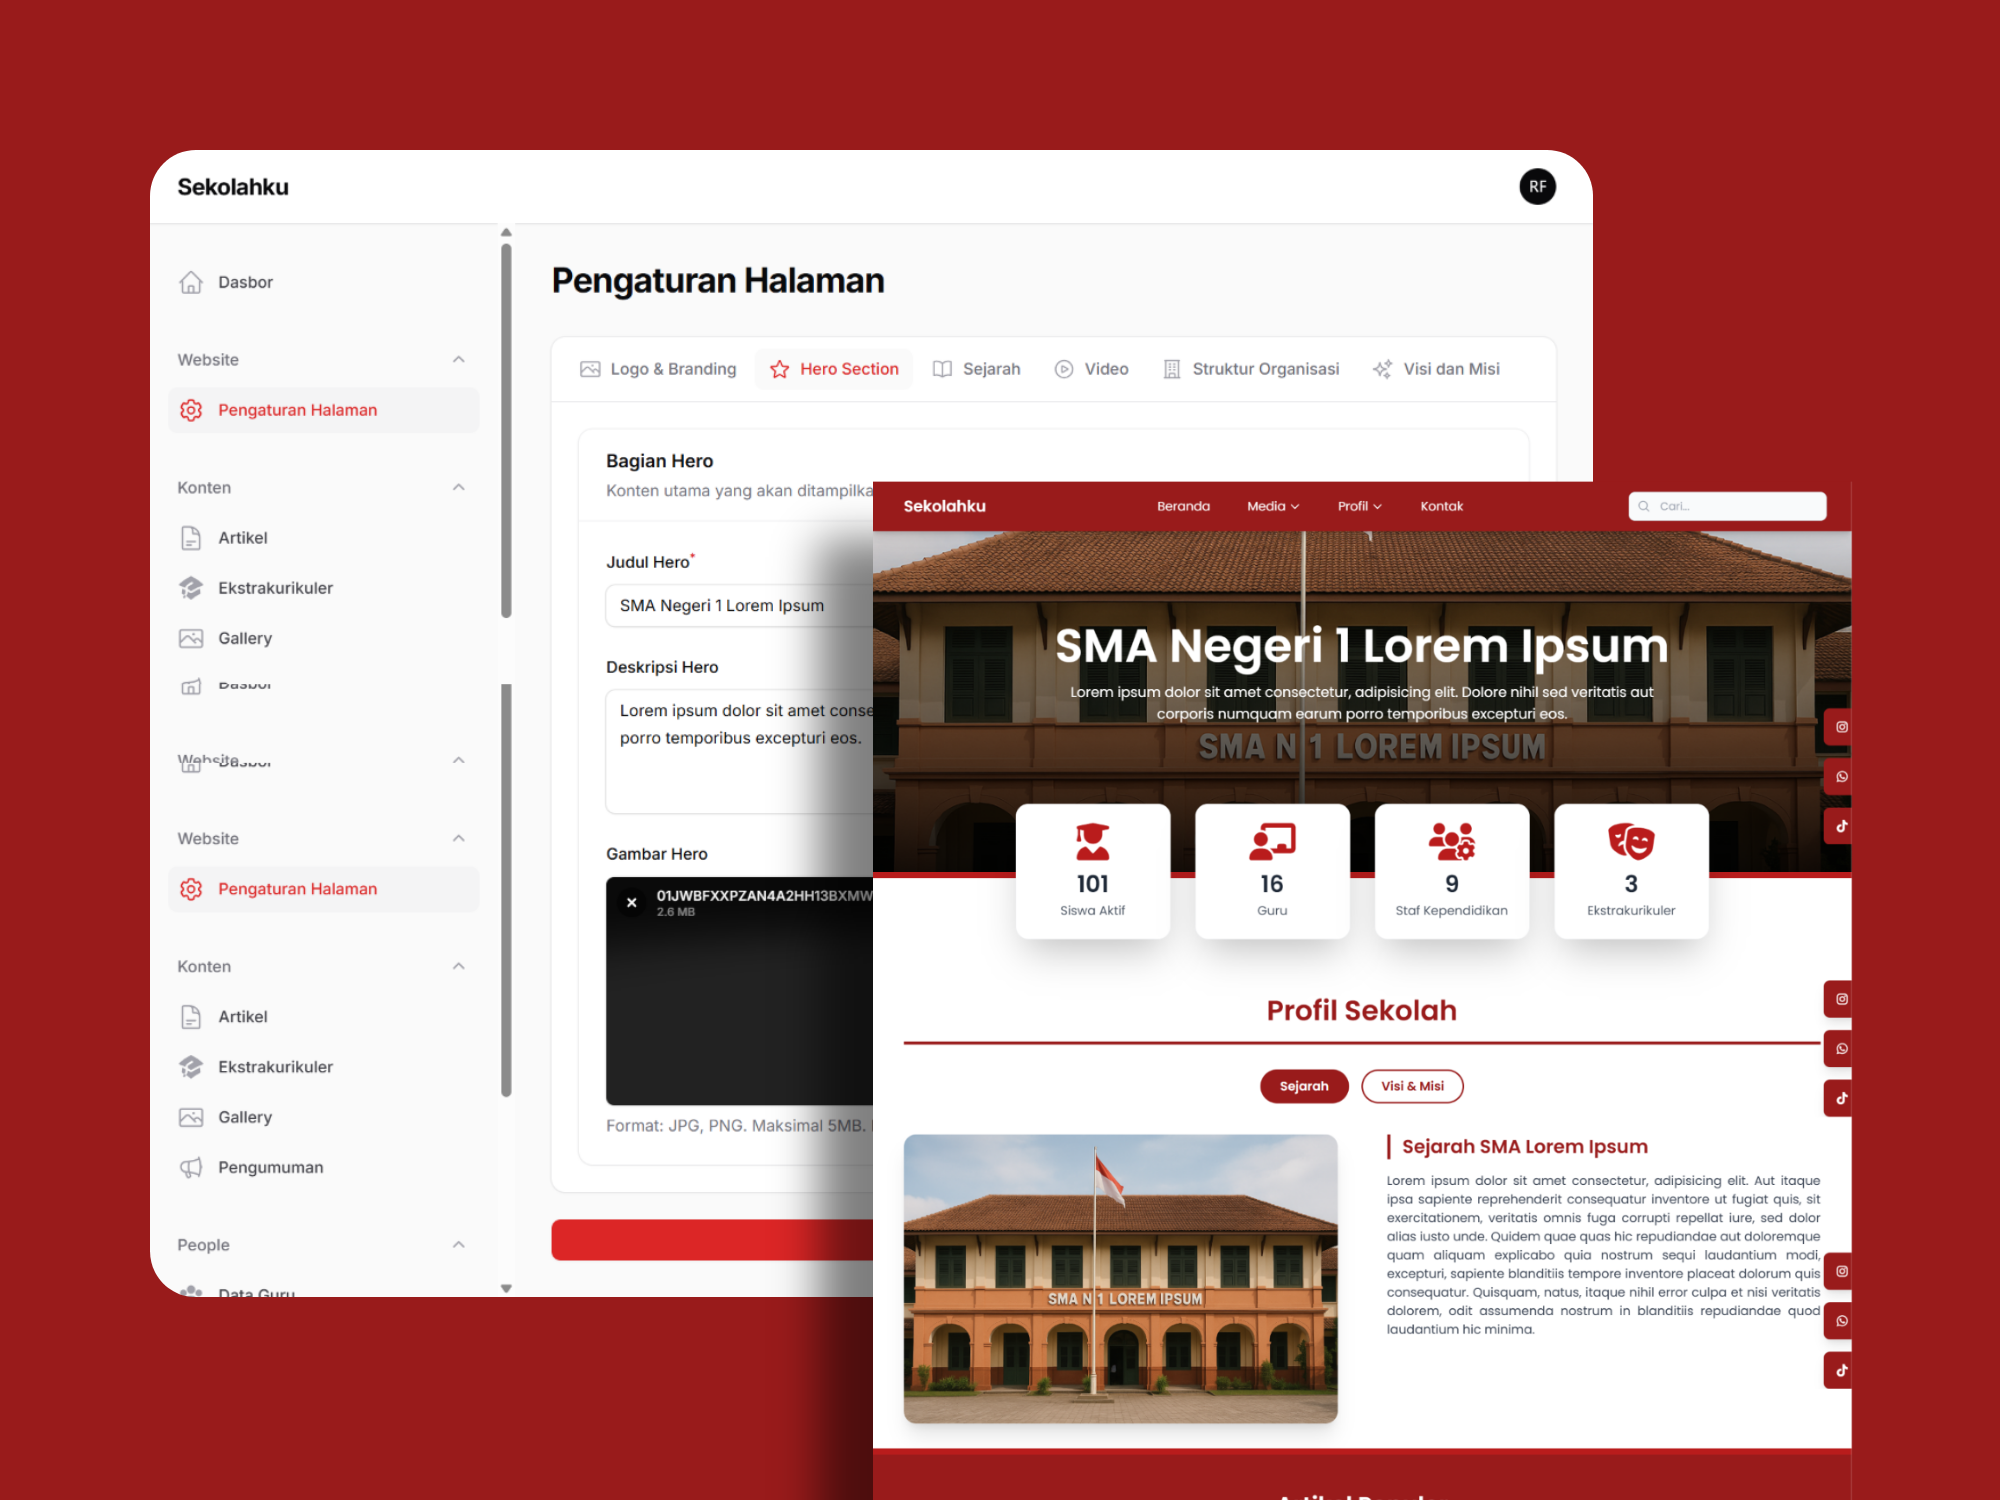 Sekolahku
RF
Dasbor
Website
Pengaturan Halaman
Konten
Artikel
Ekstrakurikuler
Gallery
Dasbor
Website
Dasbor
Website
Pengaturan Halaman
Konten
Artikel
Ekstrakurikuler
Gallery
Pengumuman
People
Data Guru
Pengaturan Halaman
Logo & Branding
Hero Section
Sejarah
Video
Struktur Organisasi
Visi dan Misi
Bagian Hero
Konten utama yang akan ditampilka
Judul Hero*
SMA Negeri 1 Lorem Ipsum
Deskripsi Hero
Lorem ipsum dolor sit amet conse
porro temporibus excepturi eos.
Gambar Hero
01JWBFXXPZAN4A2HH13BXMW
2.6 MB
Format: JPG, PNG. Maksimal 5MB.
Sekolahku
Beranda
Media
Profil
Kontak
Cari...
SMA Negeri 1 Lorem Ipsum
Lorem ipsum dolor sit amet consectetur, adipisicing elit. Dolore nihil sed veritatis aut
corporis numquam earum porro temporibus excepturi eos.
SMA N 1 LOREM IPSUM
101
Siswa Aktif
16
Guru
9
Staf Kependidikan
3
Ekstrakurikuler
Profil Sekolah
Sejarah
Visi & Misi
SMA N 1 LOREM IPSUM
Sejarah SMA Lorem Ipsum
Lorem ipsum dolor sit amet consectetur, adipisicing elit. Aut itaque
ipsa sapiente reprehenderit consequatur inventore ut fugiat quis, sit
exercitationem, veritatis omnis fuga corrupti repellat iure, sed dolor
alias iusto unde. Quidem quae quas hic repudiandae aut doloremque
quam aliquam explicabo quia nostrum sequi laudantium modi,
excepturi, sapiente blanditiis tempore inventore placeat dolorum quis
consequatur. Quisquam, natus, itaque nihil error culpa et nisi veritatis
dolorem, odit assumenda nostrum in blanditiis repudiandae quod
laudantium hic minima.